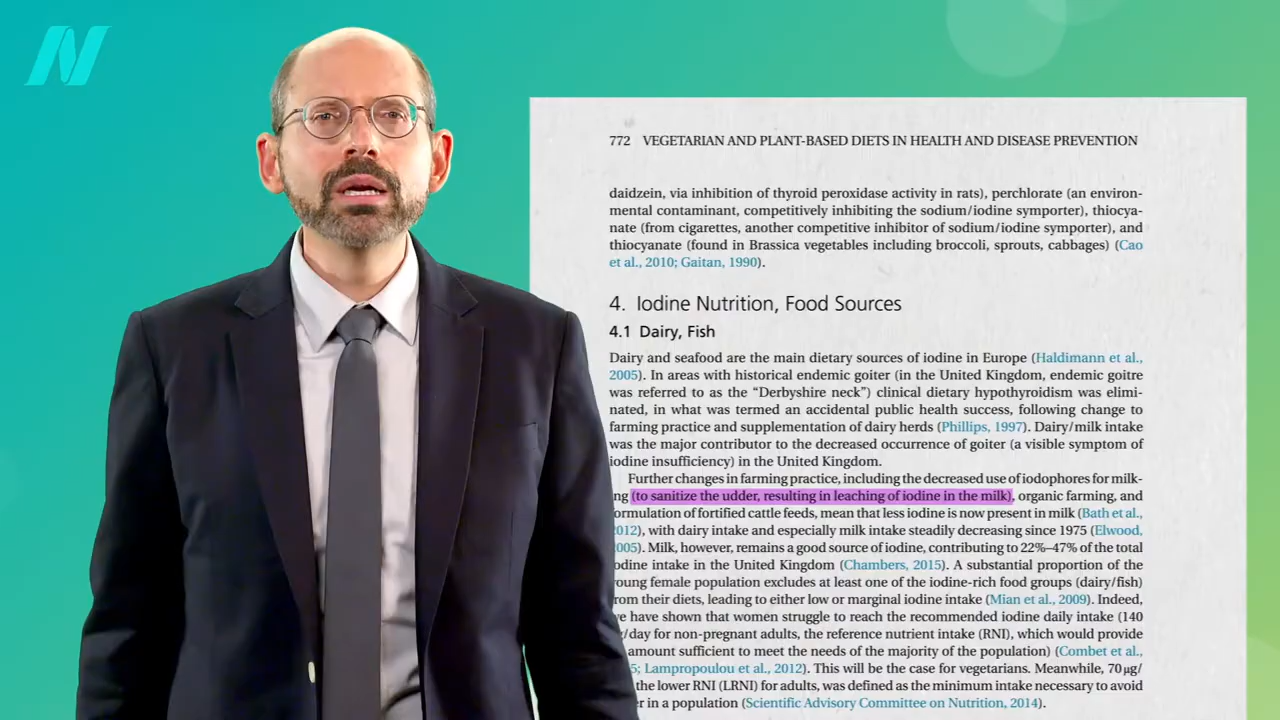 N
772 VEGETARIAN AND PLANT-BASED DIETS IN HEALTH AND DISEASE PREVENTION
daidzein, via inhibition of thyroid peroxidase activity in rats), perchlorate (an environ-
mental contaminant, competitively inhibiting the sodium/iodine symporter), thiocya-
nate (from cigarettes, another competitive inhibitor of sodium/iodine symporter), and
thiocyanate (found in Brassica vegetables including broccoli, sprouts, cabbages) (Cao
et al., 2010; Gaitan, 1990).
4. Iodine Nutrition, Food Sources
4.1 Dairy, Fish
Dairy and seafood are the main dietary sources of iodine in Europe (Haldimann et al.,
2005). In areas with historical endemic goiter (in the United Kingdom, endemic goitre
was referred to as the “Derbyshire neck”) clinical dietary hypothyroidism was elimi-
nated, in what was termed an accidental public health success, following change to
farming practice and supplementation of dairy herds (Phillips, 1997). Dairy/milk intake
was the major contributor to the decreased occurrence of goiter (a visible symptom of
iodine insufficiency) in the United Kingdom.
Further changes in farming practice, including the decreased use of iodophores for milk-
ng (to sanitize the udder, resulting in leaching of iodine in the milk), organic farming, and
ormulation of fortified cattle feeds, mean that less iodine is now present in milk (Bath et al.,
012), with dairy intake and especially milk intake steadily decreasing since 1975 (Elwood,
005). Milk, however, remains a good source of iodine, contributing to 22%–47% of the total
odine intake in the United Kingdom (Chambers, 2015). A substantial proportion of the
oung female population excludes at least one of the iodine-rich food groups (dairy/fish)
rom their diets, leading to either low or marginal iodine intake (Mian et al., 2009). Indeed,
e have shown that women struggle to reach the recommended iodine daily intake (140
g/day for non-pregnant adults, the reference nutrient intake (RNI), which would provide
amount sufficient to meet the needs of the majority of the population) (Combet et al.,
5; Lampropoulou et al., 2012). This will be the case for vegetarians. Meanwhile, 70 μg/
the lower RNI (LRNI) for adults, was defined as the minimum intake necessary to avoid
er in a population (Scientific Advisory Committee on Nutrition, 2014).